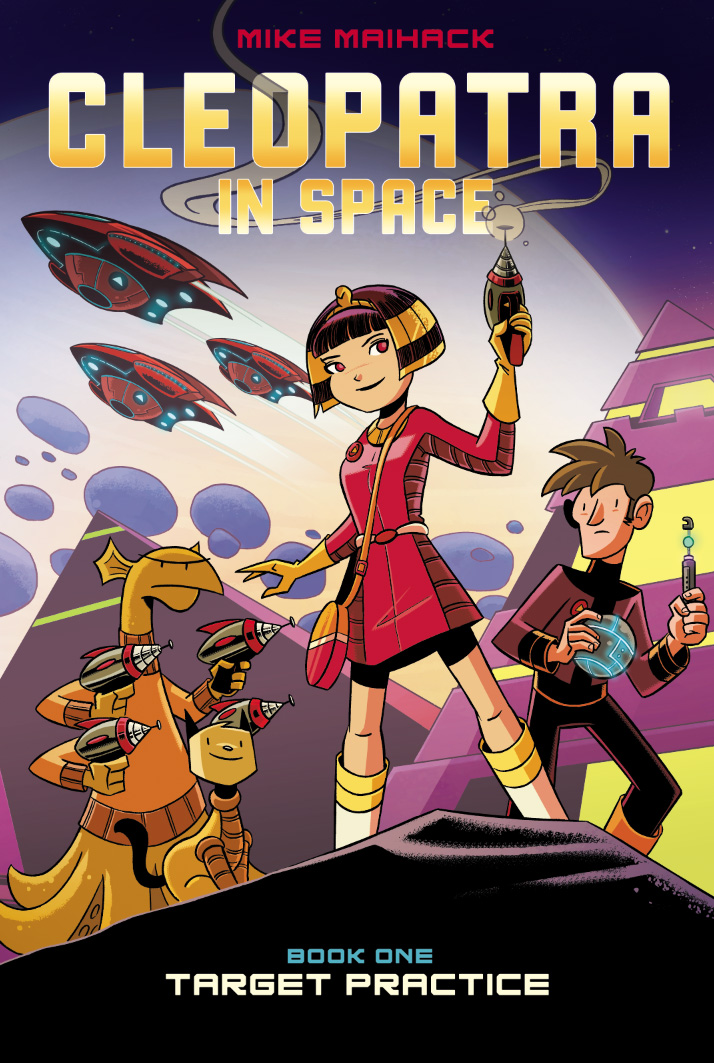 MIKE MAIHACK
CLEOPATRA
IN SPACE
BOOK ONE
TARGET PRACTICE